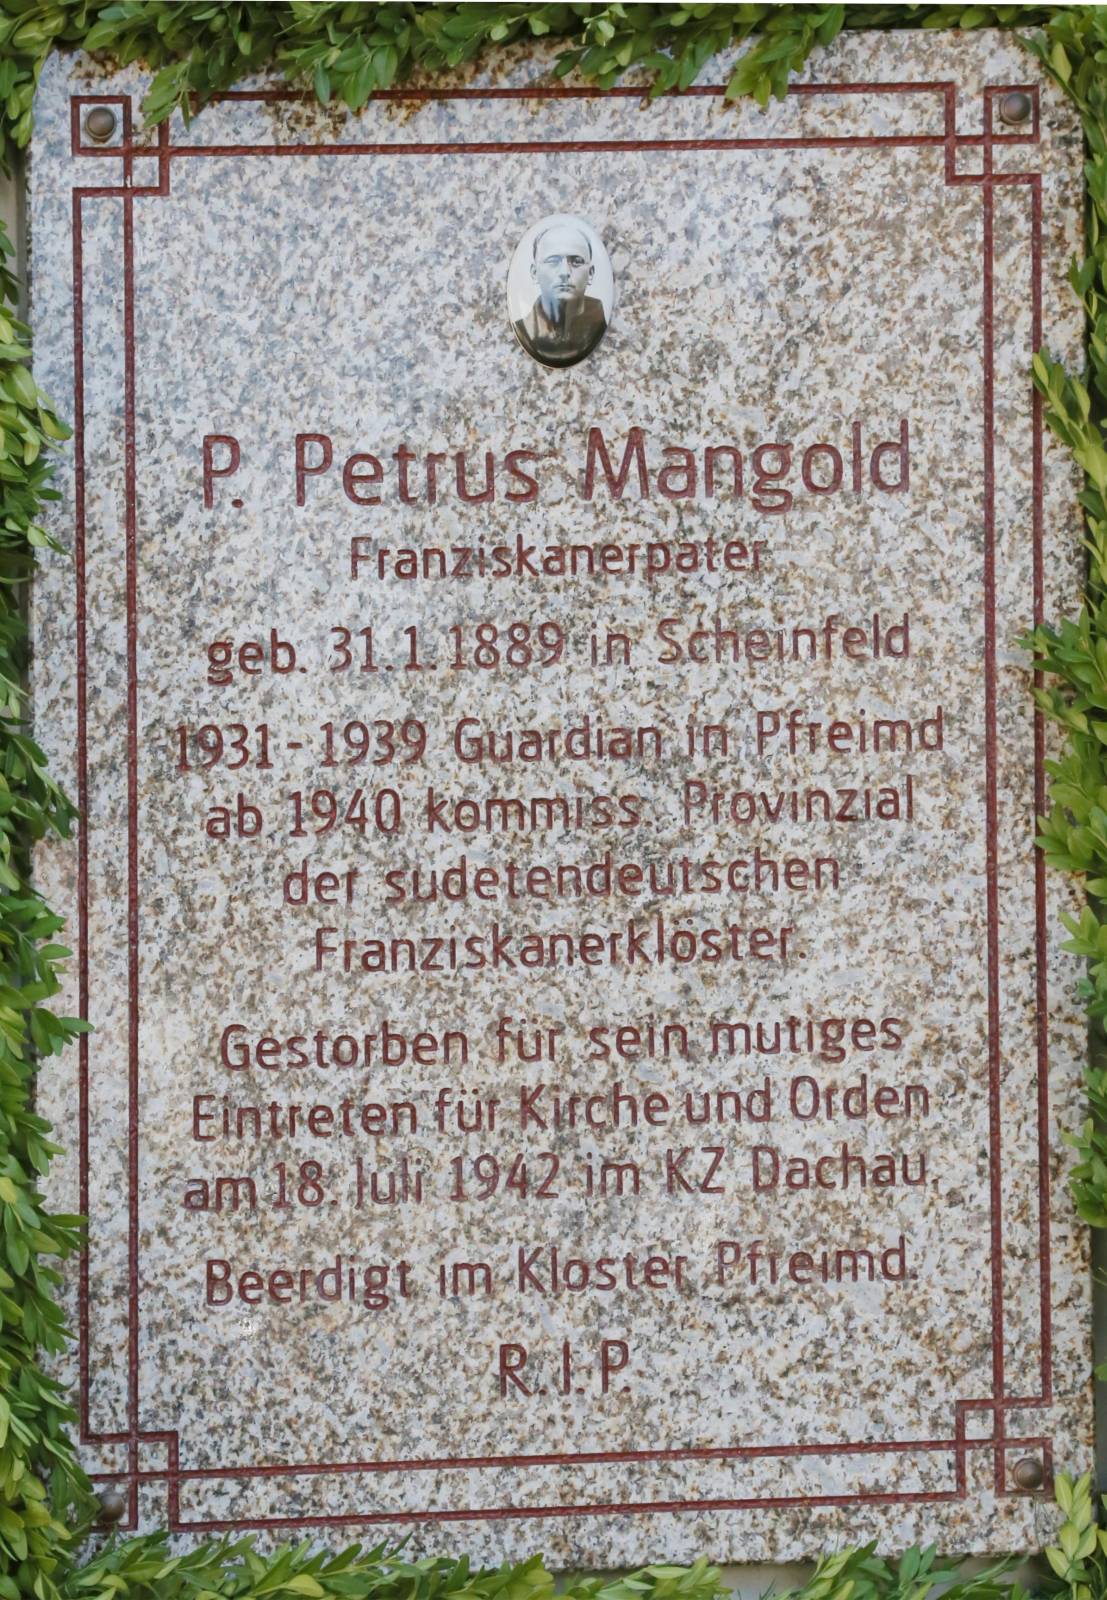 P. Petrus Mangold
Franziskanerpater
geb. 31.1.1889 in Scheinfeld
1931 - 1939 Guardian in Pfreimd
ab 1940 kommiss. Provinzial
der sudetendeutschen
Franziskanerklöster.
Gestorben für sein mutiges
Eintreten für Kirche und Orden
am 18. Juli 1942 im KZ Dachau.
Beerdigt im Kloster Pfreimd.
R. I. P.